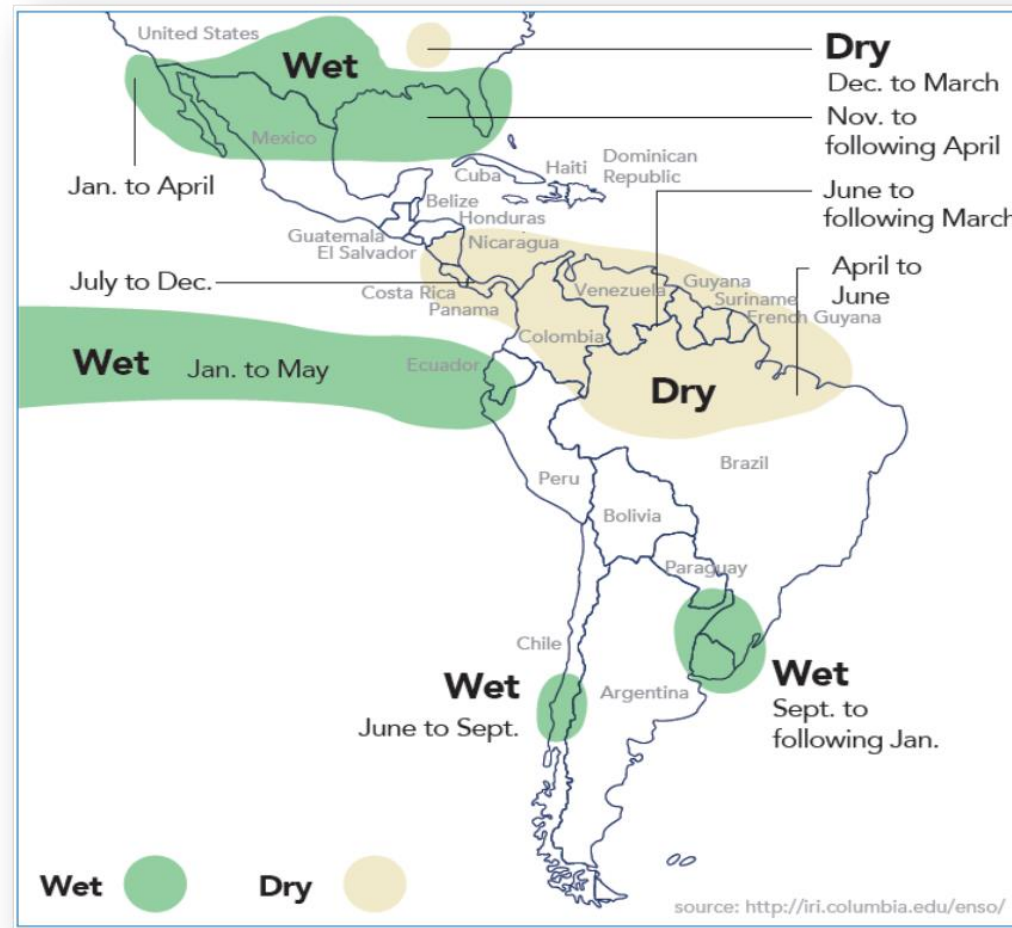 United States
Wet
Dry
Dec. to March
Nov. to
following April
Mexico
Jan. to April
Cuba
Haiti
Dominican
Republic
June to
following March
Belize
Honduras
Guatemala
El Salvador
Nicaragua
April to
June
July to Dec.
Costa Rica
Panama
Venezuela
Guyana
Suriname
French Guyana
Colombia
Wet
Jan. to May
Ecuador
Dry
Brazil
Peru
Bolivia
Paraguay
Chile
Wet
June to Sept.
Argentina
Wet
Sept. to
following Jan.
Wet
Dry
source: http://iri.columbia.edu/enso/